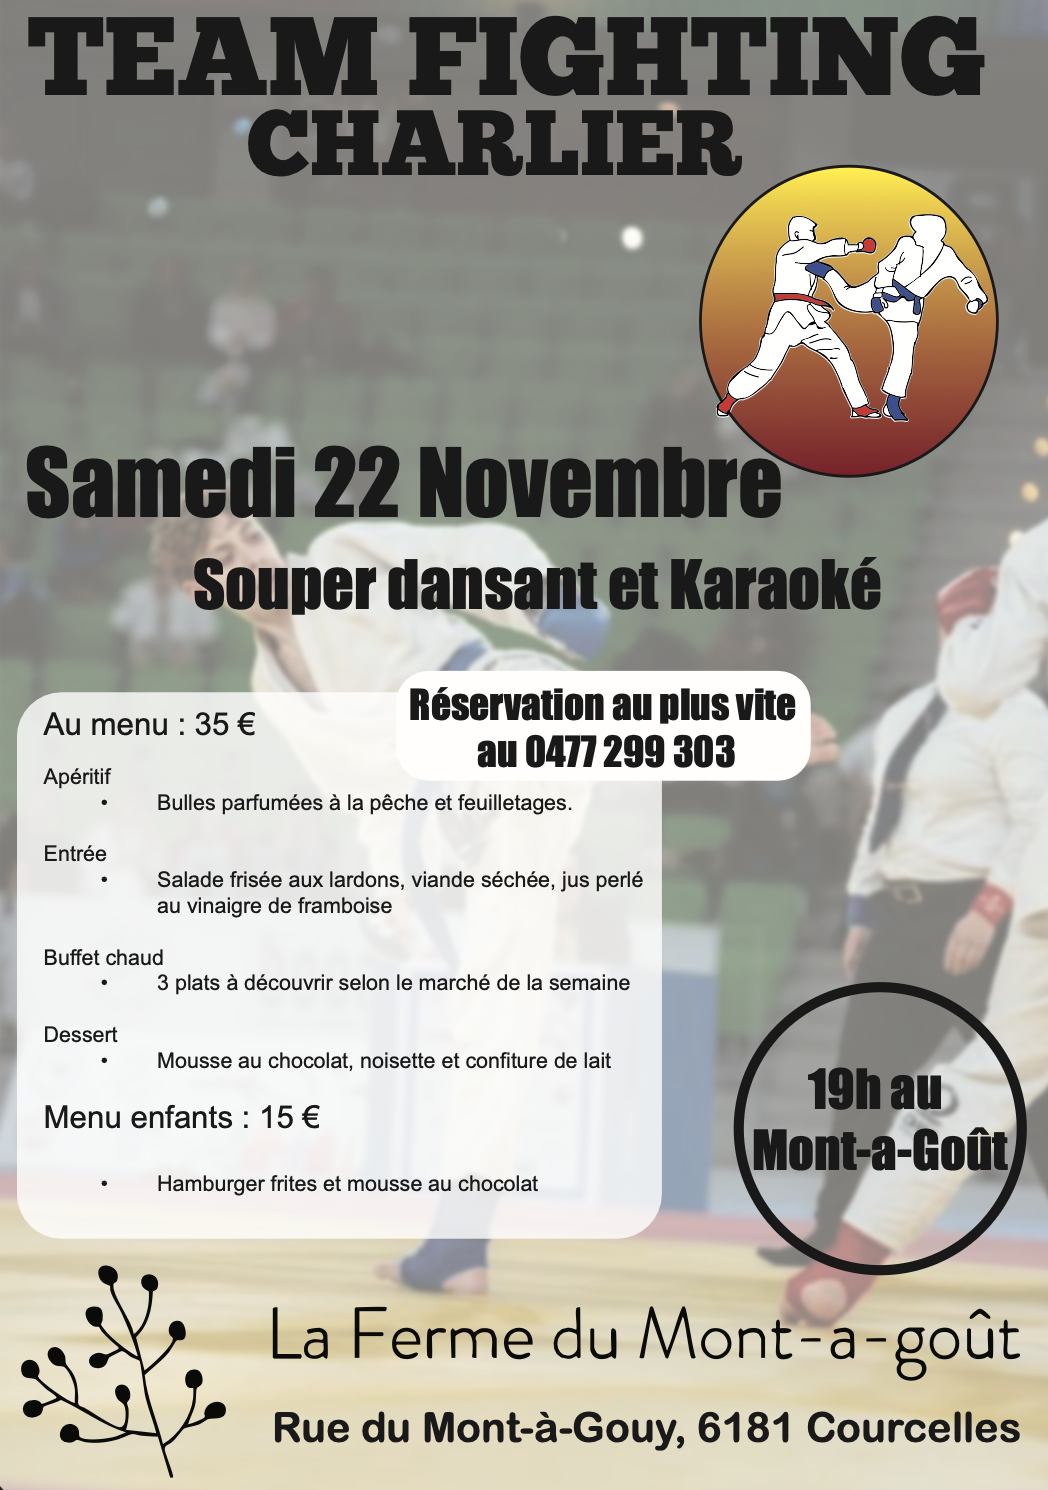 TEAM FIGHTING
CHARLIER
Samedi 22 Novembre
Souper dansant et Karaoké
Réservation au plus vite
au 0477 299 303
Au menu : 35 €
Apéritif
• Bulles parfumées à la pêche et feuilletages.
Entrée
• Salade frisée aux lardons, viande séchée, jus perlé
au vinaigre de framboise
Buffet chaud
• 3 plats à découvrir selon le marché de la semaine
Dessert
• Mousse au chocolat, noisette et confiture de lait
Menu enfants : 15 €
• Hamburger frites et mousse au chocolat
19h au
Mont-a-Goût
La Ferme du Mont-a-goût
Rue du Mont-à-Gouy, 6181 Courcelles